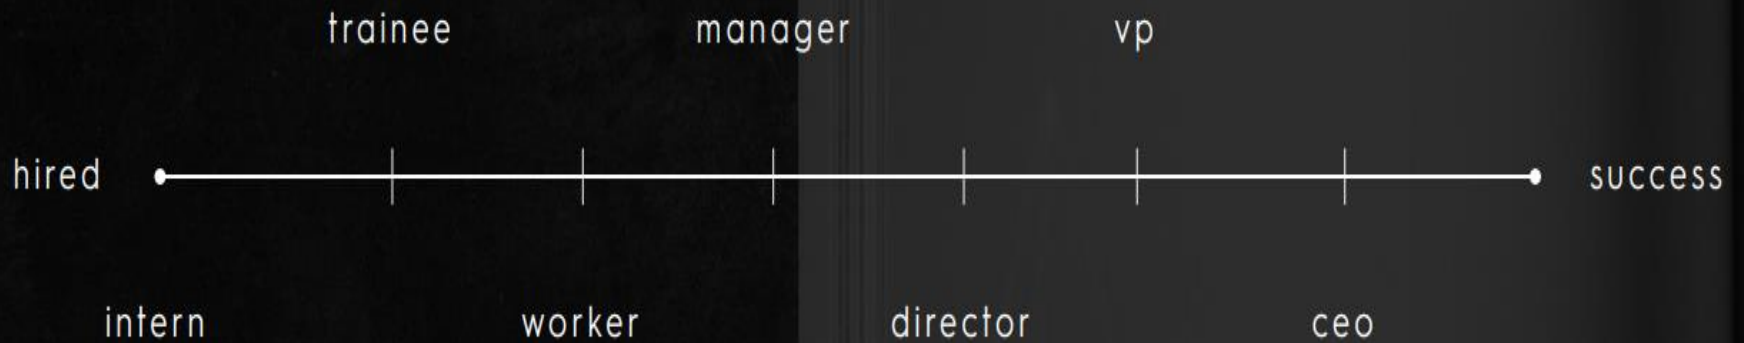 trainee manager vp
hired success
intern worker director ceo